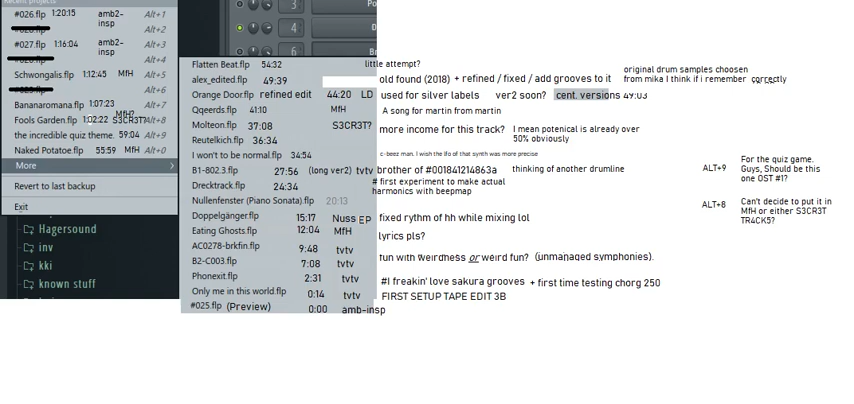 Recent projects
#026.flp 1:20:15 amb2-insp Alt+1
Alt+2
#027.flp 1:16:04 amb2-insp Alt+3
Alt+4
Schwongalis.flp 1:12:45 MfH Alt+5
Alt+6
Bananaromana.flp 1:07:23 Alt+7
MfH?
Fools Garden.flp 1:02:22 S3CR3T? Alt+8
the incredible quiz theme. 59:04 Alt+9
Naked Potatoe.flp 55:59 MfH Alt+0
More
Revert to last backup
Exit
Hagersound
inv
kki
known stuff
3
4
6
Flatten Beat.flp 54:32 little attempt?
alex_edited.flp 49:39 old found (2018) + refined / fixed / add grooves to it
original drum samples choosen
from mika I think if i remember correctly
Orange Door.flp refined edit 44:20 LD used for silver labels ver2 soon? cent. versions 49:03
Qqeerds.flp 41:10 MfH A song for martin from martin
Molteon.flp 37:08 S3CR3T? more income for this track? I mean potenical is already over
50% obviously
Reutelkich.flp 36:34
I won't to be normal.flp 34:54 c-beez man. I wish the lfo of that synth was more precise
B1-802.3.flp 27:56 (long ver2) tvtv brother of #001841214863a thinking of another drumline
Drecktrack.flp 24:34 # first experiment to make actual
harmonics with beepmap
Nullenfenster (Piano Sonata).flp 20:13
Doppelgänger.flp 15:17 Nuss EP fixed rythm of hh while mixing lol
Eating Ghosts.flp 12:04 MfH lyrics pls?
AC0278-brkfin.flp 9:48 tvtv fun with Weirdness or weird fun? (unmanaged symphonies).
B2-C003.flp 7:08 tvtv
Phonexit.flp 2:31 tvtv #I freakin' love sakura grooves + first time testing chorg 250
Only me in this world.flp 0:14 tvtv FIRST SETUP TAPE EDIT 3B
#025.flp (Preview) 0:00 amb-insp
ALT+9 For the quiz game.
Guys, Should be this
one OST #1?
ALT+8 Can't decide to put it in
MfH or either S3CR3T
TR4CK5?